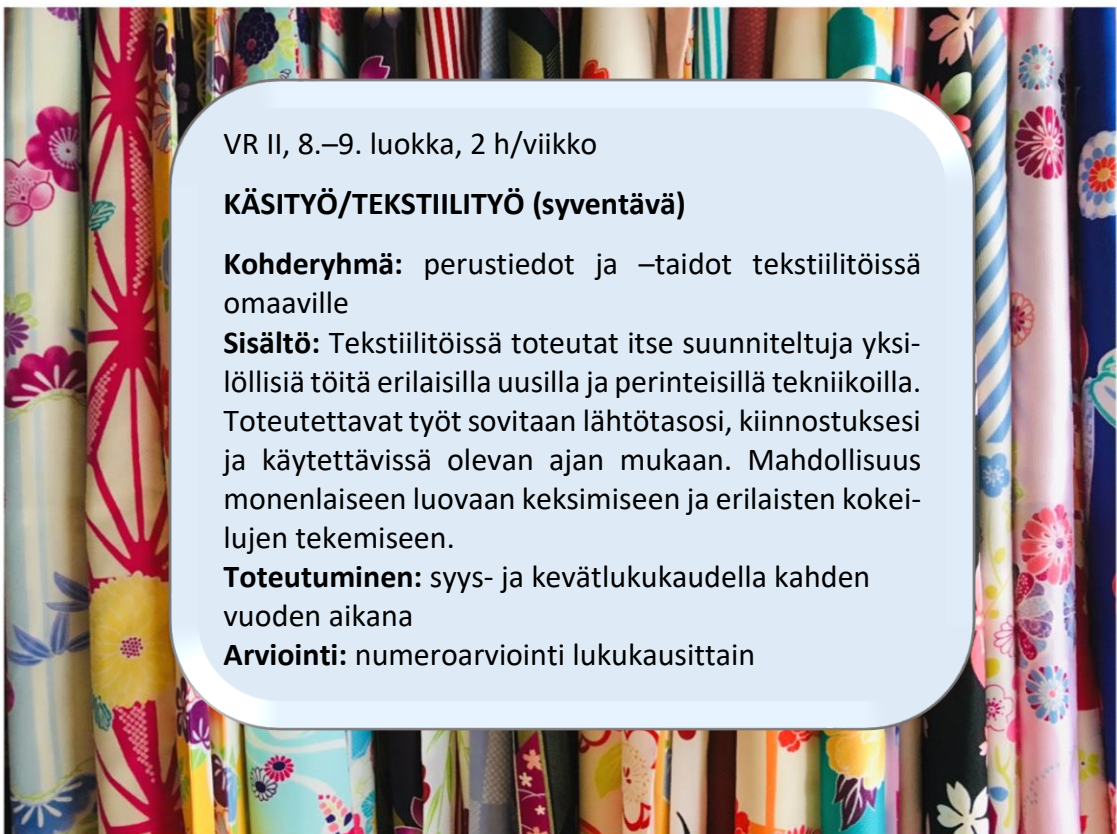 VR II, 8.–9. luokka, 2 h/viikko
KÄSITYÖ/TEKSTIILITYÖ (syventävä)
Kohderyhmä: perustiedot ja –taidot tekstiilitöissä
omaaville
Sisältö: Tekstiilitöissä toteutat itse suunniteltuja yksi-
löllisiä töitä erilaisilla uusilla ja perinteisillä tekniikoilla.
Toteutettavat työt sovitaan lähtötasosi, kiinnostuksesi
ja käytettävissä olevan ajan mukaan. Mahdollisuus
monenlaiseen luovaan keksimiseen ja erilaisten kokei-
lujen tekemiseen.
Toteutuminen: syys- ja kevätlukukaudella kahden
vuoden aikana
Arviointi: numeroarviointi lukukausittain